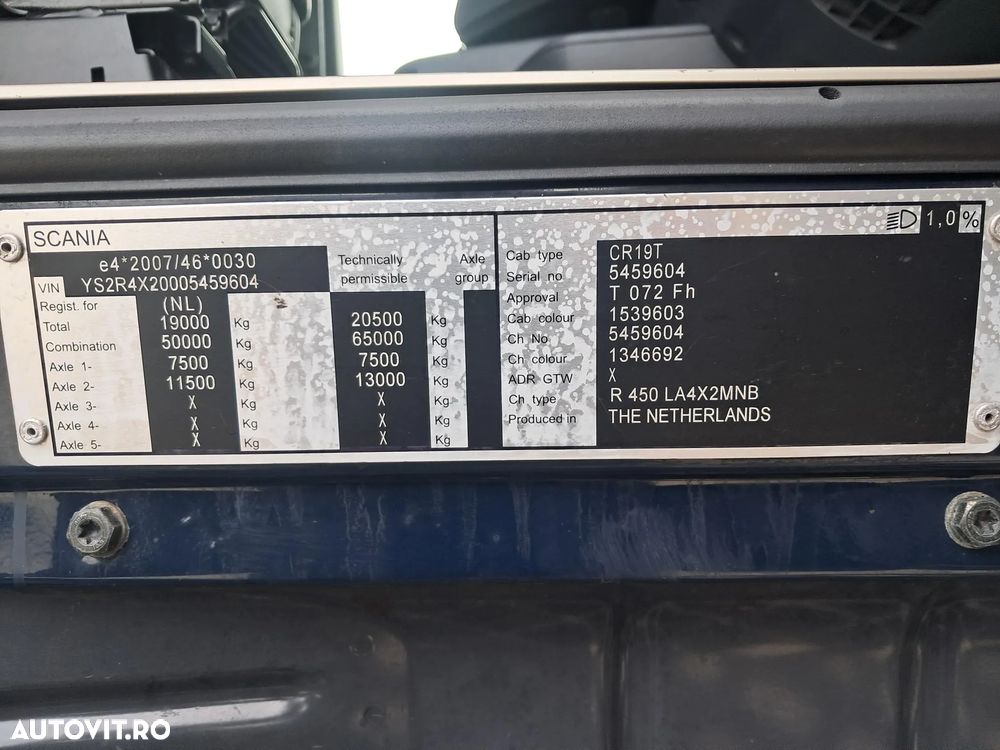 SCANIA
e4*2007/46*0030
VIN YS2R4X20005459604
Technically permissible
Axle group
Regist. for (NL)
Total 19000 Kg 20500 Kg
Combination 50000 Kg 65000 Kg
Axle 1- 7500 Kg 7500 Kg
Axle 2- 11500 Kg 13000 Kg
Axle 3- X Kg X Kg
Axle 4- X Kg X Kg
Axle 5- X Kg X Kg
1,0 %
Cab type CR19T
Serial no 5459604
Approval T 072 Fh
Cab colour 1539603
Ch No. 5459604
Ch colour 1346692
ADR GTW X
Ch type R 450 LA4X2MNB
Produced in THE NETHERLANDS
AUTOVIT.RO